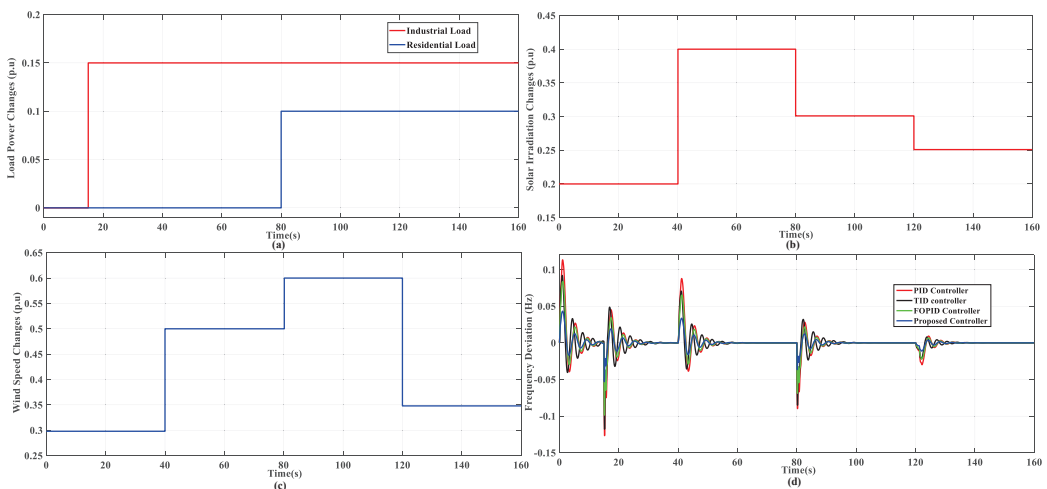 Load Power Changes (p.u)
0.2
0.15
0.1
0.05
0
Industrial Load
Residential Load
0 20 40 60 80 100 120 140 160
Time(s)
(a)
Solar Irradiation Changes (p.u)
0.45
0.4
0.35
0.3
0.25
0.2
0.15
0 20 40 60 80 100 120 140 160
Time(s)
(b)
Wind Speed Changes (p.u)
0.65
0.6
0.55
0.5
0.45
0.4
0.35
0.3
0.25
0 20 40 60 80 100 120 140 160
Time(s)
(c)
Frequency Deviation (Hz)
0.1
0.05
0
-0.05
-0.1
-0.15
PID Controller
TID controller
FOPID Controller
Proposed Controller
0 20 40 60 80 100 120 140 160
Time(s)
(d)